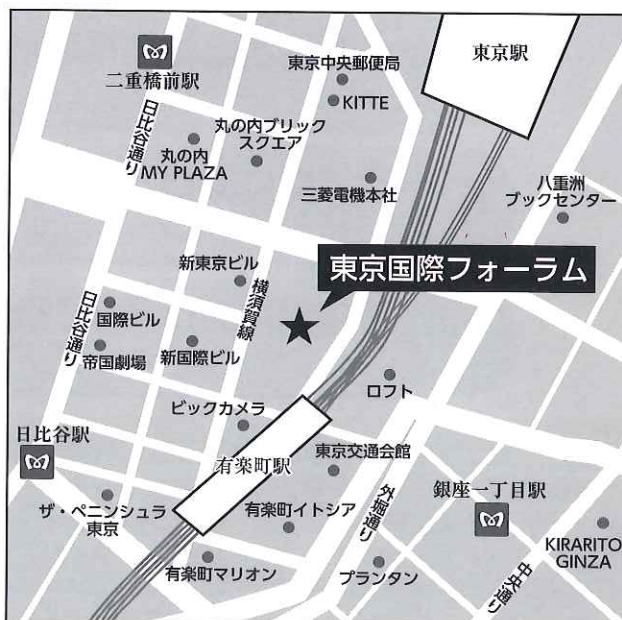 二重橋前駅
東京中央郵便局
KITTE
東京駅
日比谷通り
丸の内
MY PLAZA
丸の内ブリック
スクエア
三菱電機本社
八重洲
ブックセンター
新東京ビル
横須賀線
東京国際フォーラム
日比谷通り
国際ビル
帝国劇場
新国際ビル
ロフト
ビックカメラ
日比谷駅
有楽町駅
東京交通会館
ザ・ペニンシュラ
東京
有楽町イトシア
外堀通り
銀座一丁目駅
有楽町マリオン
プランタン
中央通り
KIRARITO
GINZA